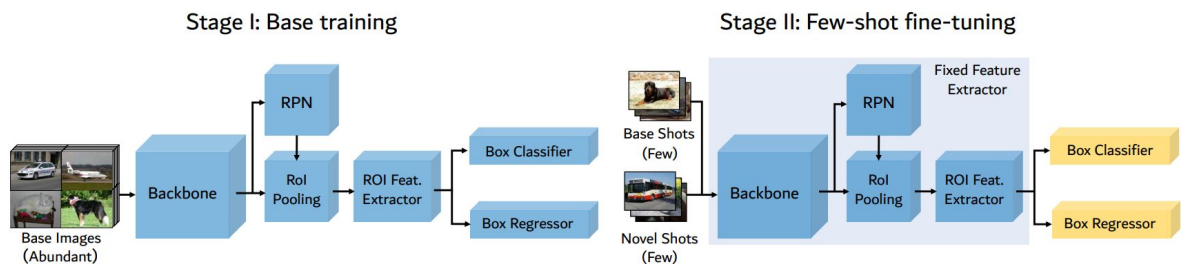 Stage I: Base training
RPN
Backbone
RoI
Pooling
ROI Feat.
Extractor
Box Classifier
Box Regressor
Base Images
(Abundant)
Stage II: Few-shot fine-tuning
Fixed Feature
Extractor
RPN
Base Shots
(Few)
Backbone
RoI
Pooling
ROI Feat.
Extractor
Box Classifier
Box Regressor
Novel Shots
(Few)